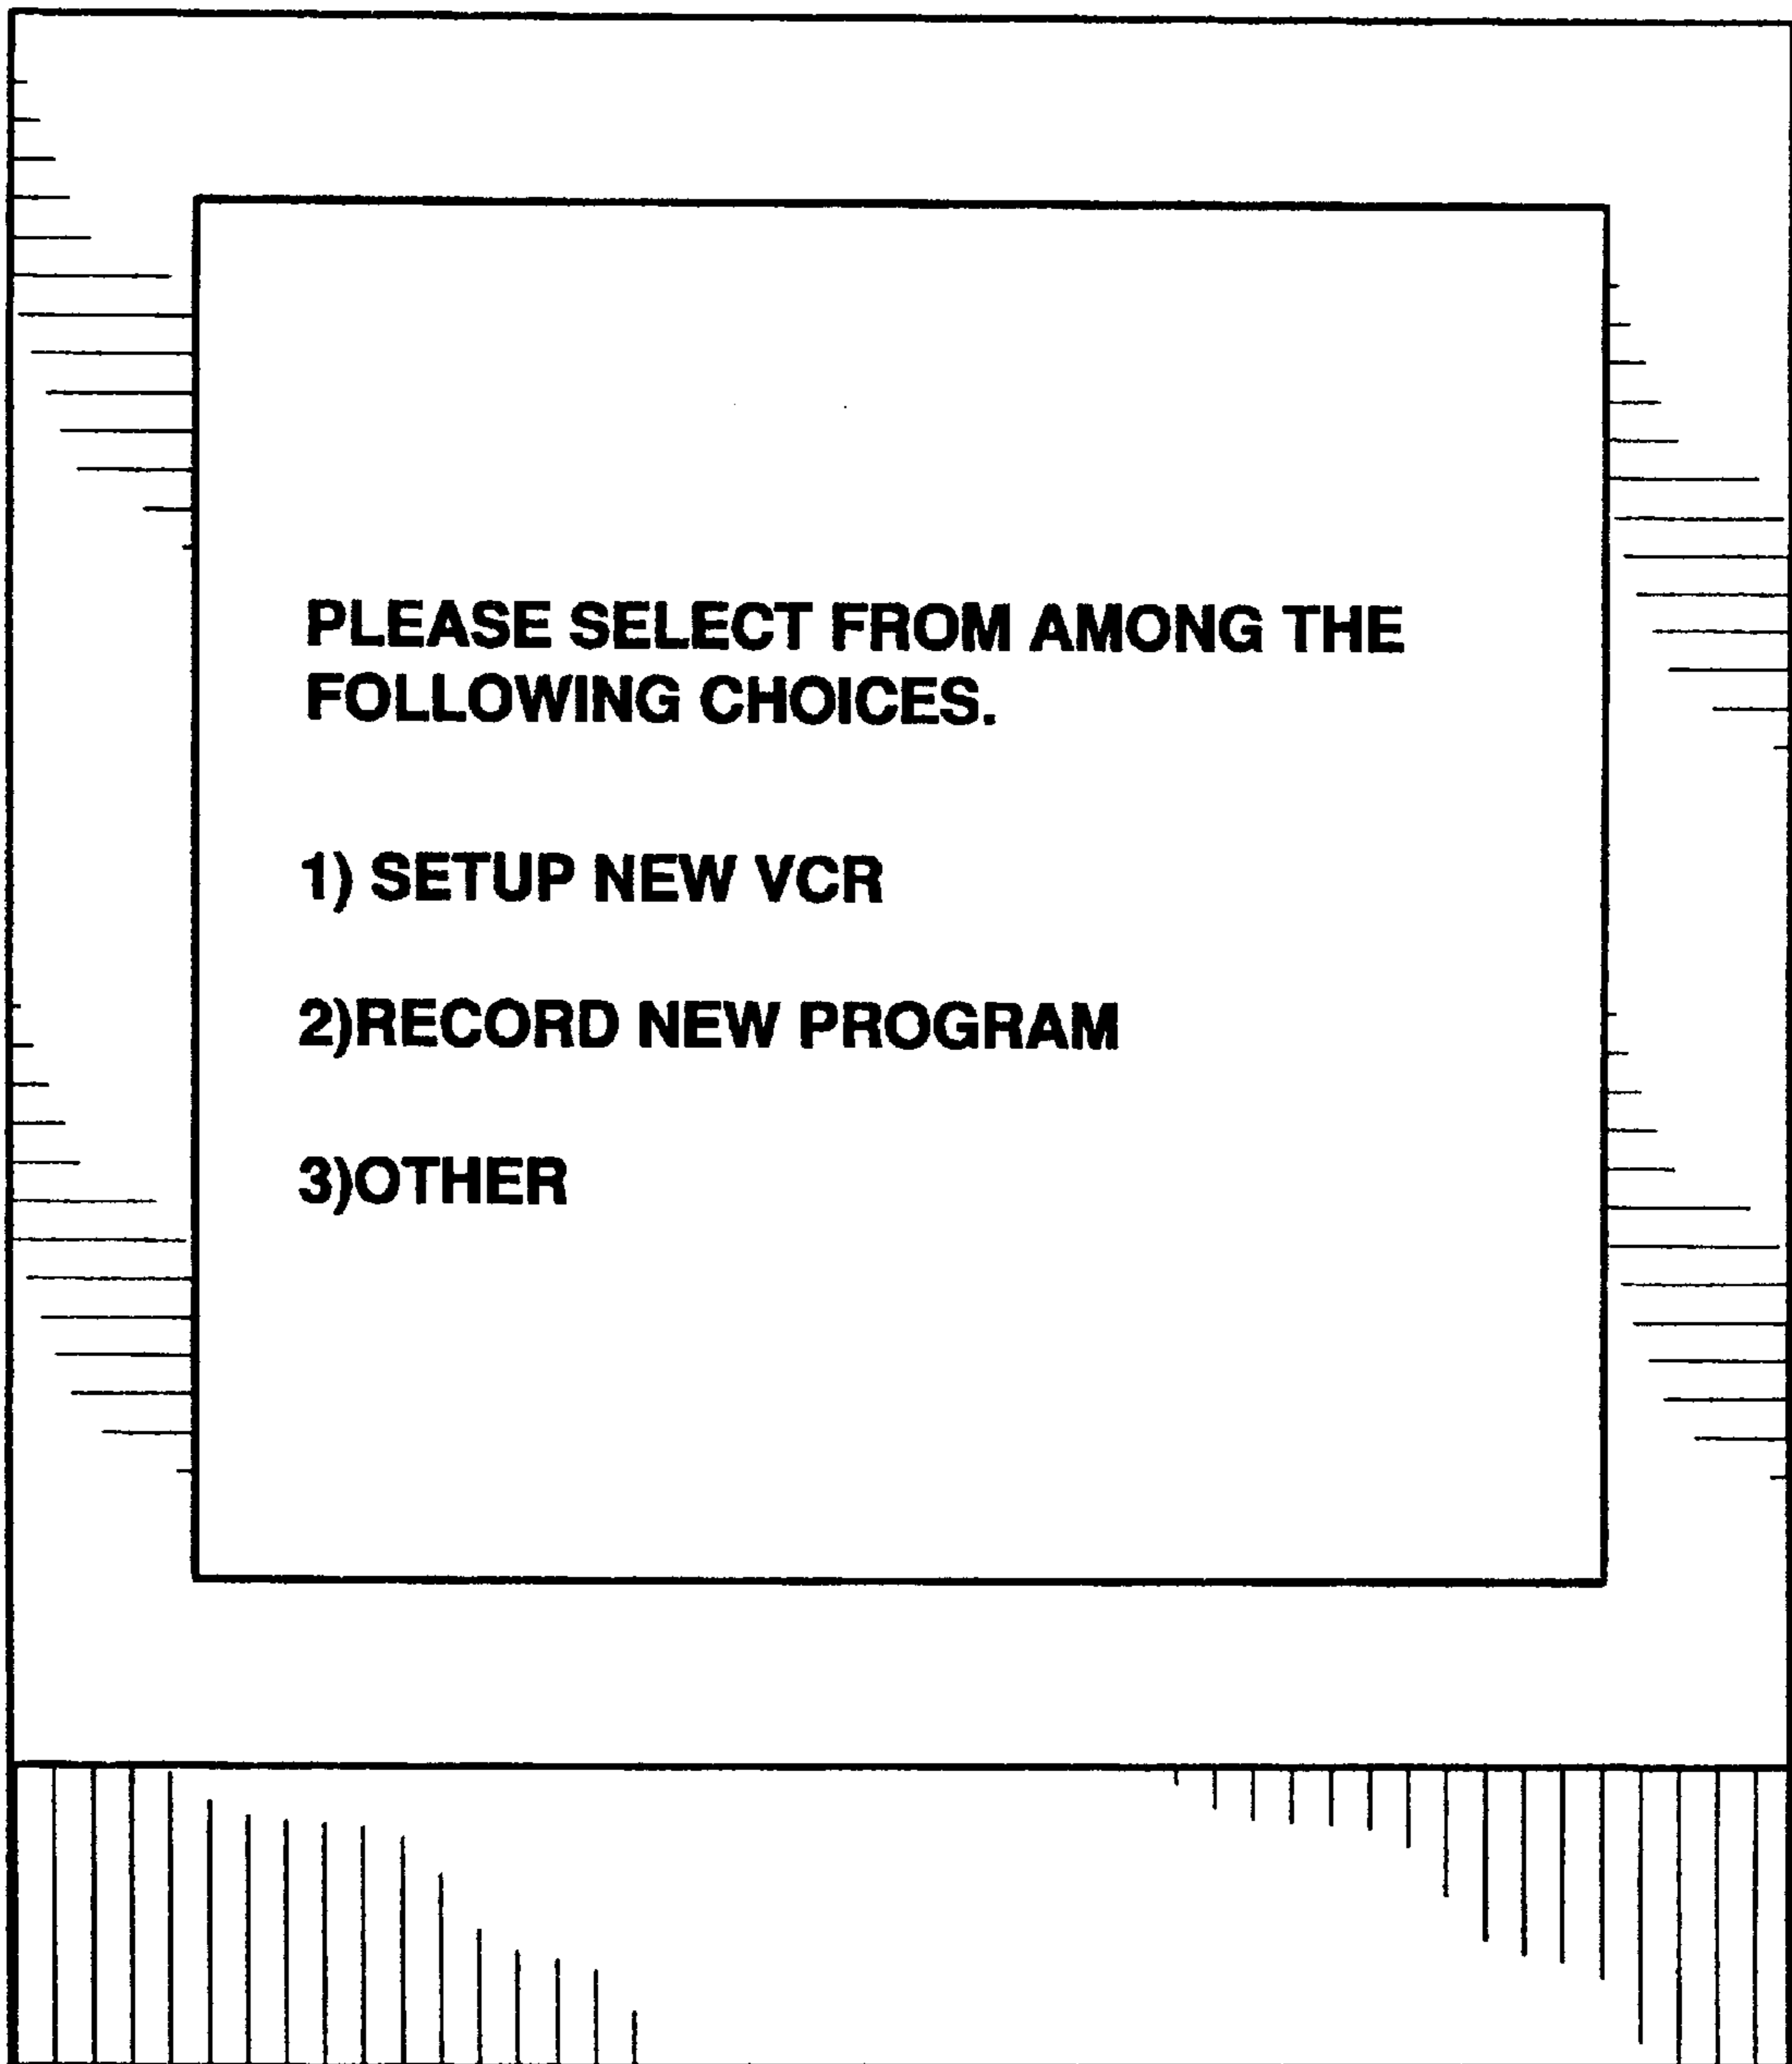 PLEASE SELECT FROM AMONG THE
FOLLOWING CHOICES.
1) SETUP NEW VCR
2)RECORD NEW PROGRAM
3)OTHER